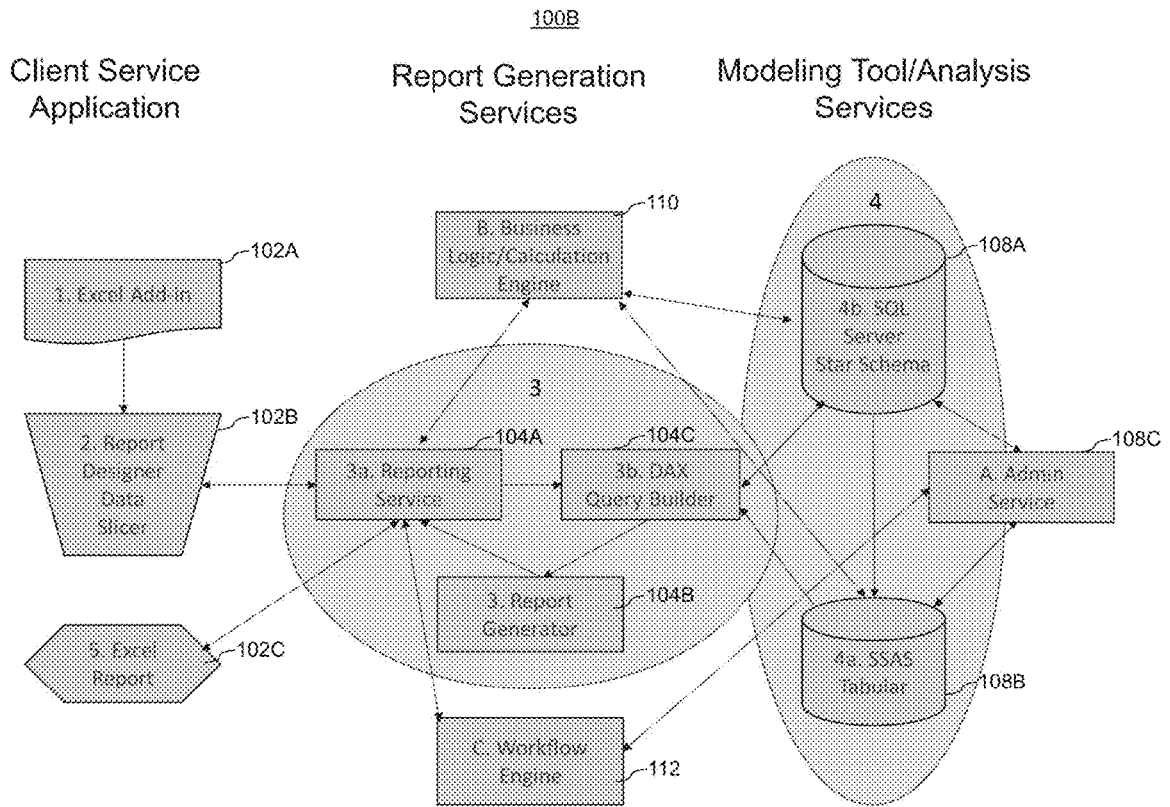 100B
Client Service
Application
Report Generation
Services
Modeling Tool/Analysis
Services
110
B. Business
Logic/Calculation
Engine
4
108A
4b. SQL
Server
Star Schema
102A
1. Excel Add-in
3
102B
2. Report
Designer
Data
Slicer
104A
3a. Reporting
Service
104C
3b. DAX
Query Builder
108C
A. Admin
Service
3. Report
Generator
104B
5. Excel
Report
102C
4a. SSAS
Tabular
108B
C. Workflow
Engine
112